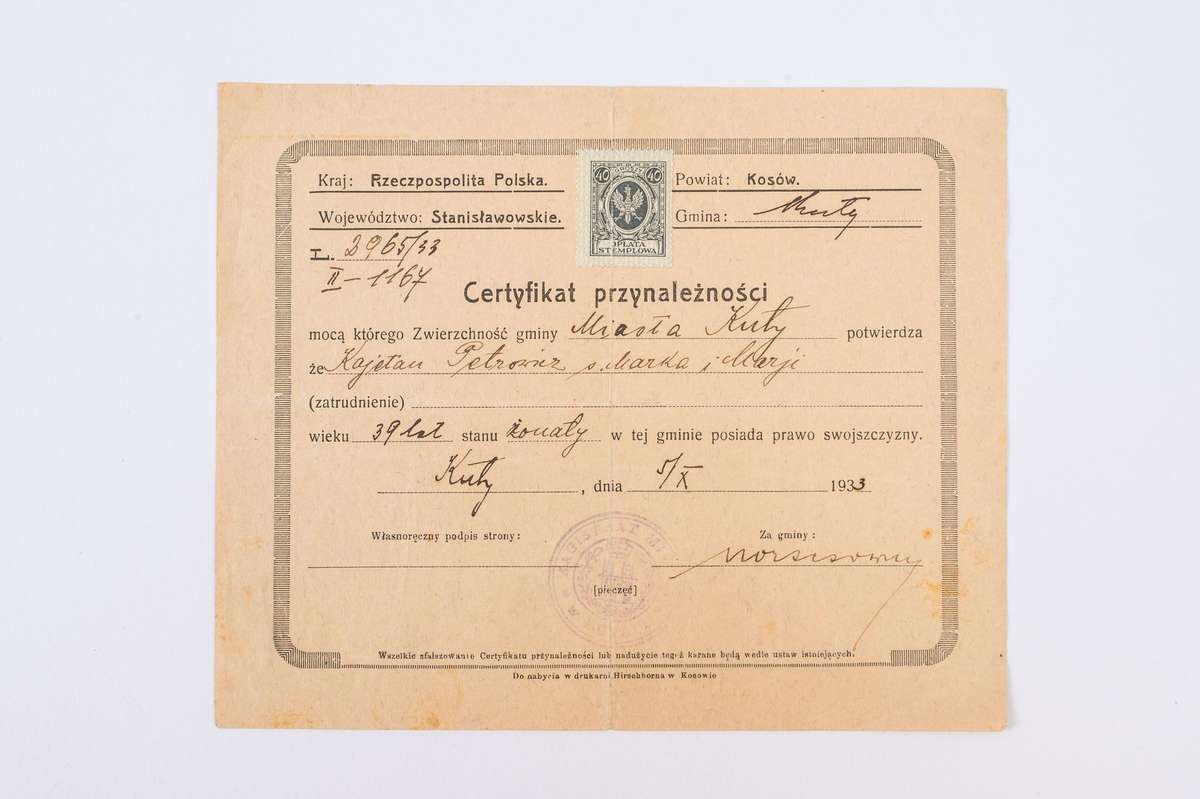 Kraj: Rzeczpospolita Polska.
Powiat: Kosów.
Województwo: Stanisławowskie.
Gmina: Kuty
40 40
OPŁATA
STEMPLOWA
L. 2965/33
II - 1167
Certyfikat przynależności
mocą którego Zwierzchność gminy Miasta Kuty potwierdza
że Kajetan Petrowicz s. Marka i Marji
(zatrudnienie)
wieku 39 lat stanu żonaty w tej gminie posiada prawo swojszczyzny.
Kuty, dnia 5/X 1933
Własnoręczny podpis strony:
Za gminy:
[pieczęć]
Wszelkie sfałszowanie Certyfikatu przynależności lub nadużycie tegoż karane będą wedle ustaw istniejących.
Do nabycia w drukarni Hirschhorna w Kosowie